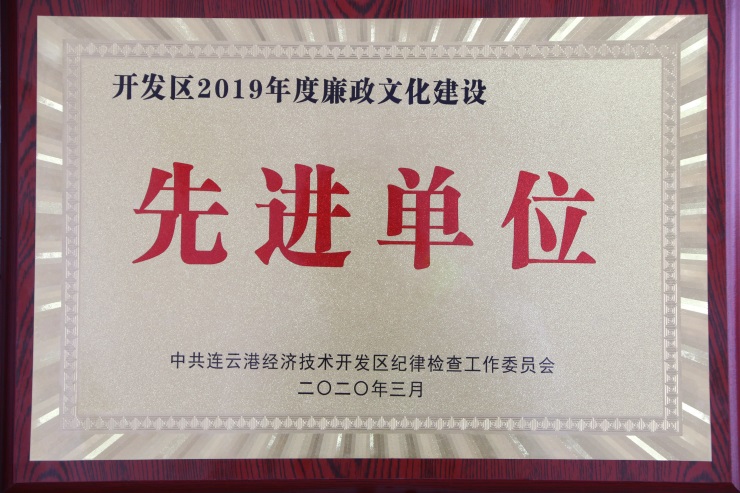 开发区2019年度廉政文化建设
先进单位
中共连云港经济技术开发区纪律检查工作委员会
二〇二〇年三月